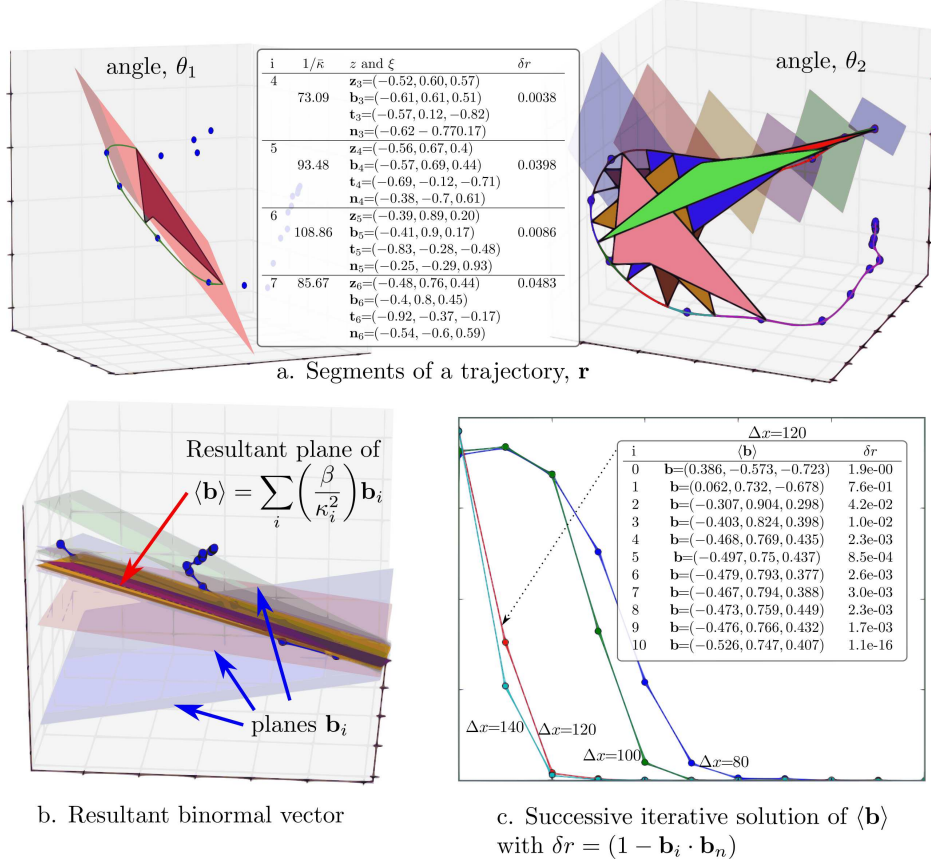 angle, θ₁
angle, θ₂
i 1/κ̄ z and ξ δr
4 z₃=(−0.52, 0.60, 0.57)
73.09 b₃=(−0.61, 0.61, 0.51) 0.0038
t₃=(−0.57, 0.12, −0.82)
n₃=(−0.62 − 0.770.17)
5 z₄=(−0.56, 0.67, 0.4)
93.48 b₄=(−0.57, 0.69, 0.44) 0.0398
t₄=(−0.69, −0.12, −0.71)
n₄=(−0.38, −0.7, 0.61)
6 z₅=(−0.39, 0.89, 0.20)
108.86 b₅=(−0.41, 0.9, 0.17) 0.0086
t₅=(−0.83, −0.28, −0.48)
n₅=(−0.25, −0.29, 0.93)
7 85.67 z₆=(−0.48, 0.76, 0.44) 0.0483
b₆=(−0.4, 0.8, 0.45)
t₆=(−0.92, −0.37, −0.17)
n₆=(−0.54, −0.6, 0.59)
a. Segments of a trajectory, r
Resultant plane of
⟨b⟩ = ∑ᵢ (β/κᵢ²) bᵢ
planes bᵢ
b. Resultant binormal vector
Δx=120
i ⟨b⟩ δr
0 b=(0.386, −0.573, −0.723) 1.9e-00
1 b=(0.062, 0.732, −0.678) 7.6e-01
2 b=(−0.307, 0.904, 0.298) 4.2e-02
3 b=(−0.403, 0.824, 0.398) 1.0e-02
4 b=(−0.468, 0.769, 0.435) 2.3e-03
5 b=(−0.497, 0.75, 0.437) 8.5e-04
6 b=(−0.479, 0.793, 0.377) 2.6e-03
7 b=(−0.467, 0.794, 0.388) 3.0e-03
8 b=(−0.473, 0.759, 0.449) 2.3e-03
9 b=(−0.476, 0.766, 0.432) 1.7e-03
10 b=(−0.526, 0.747, 0.407) 1.1e-16
Δx=140
Δx=120
Δx=100
Δx=80
c. Successive iterative solution of ⟨b⟩
with δr = (1 − bᵢ · bₙ)